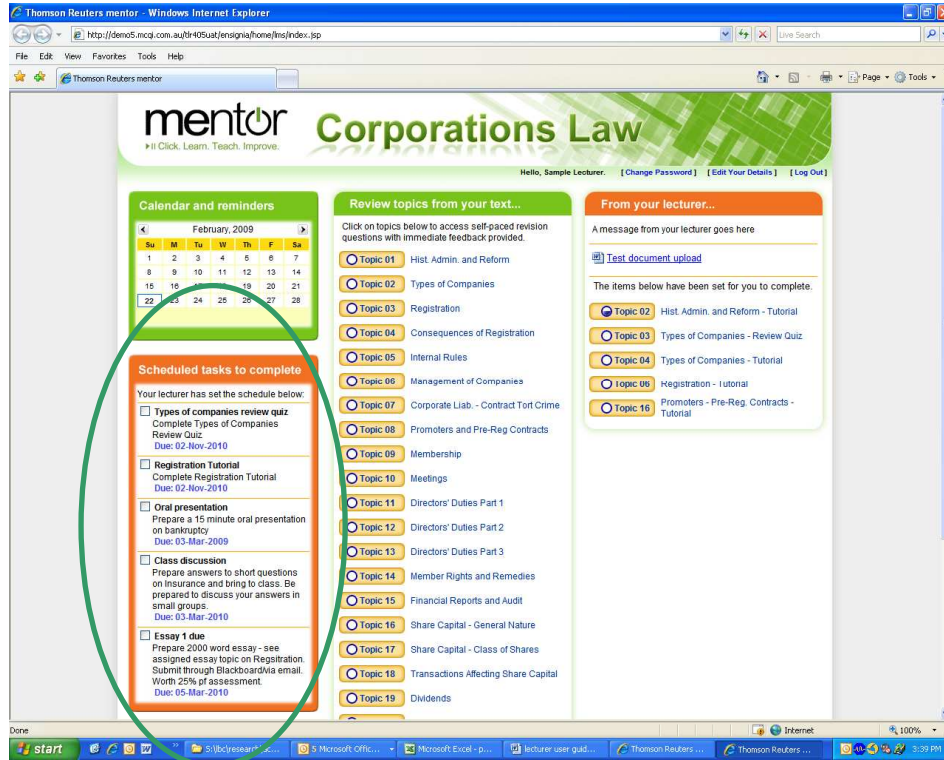 Thomson Reuters mentor - Windows Internet Explorer
http://demo5.mcqi.com.au/tlr405uat/ensignia/home/lms/index.jsp
Live Search
File Edit View Favorites Tools Help
Thomson Reuters mentor
Page Tools
mentor
Click. Learn. Teach. Improve.
Corporations Law
Hello, Sample Lecturer. [Change Password] [Edit Your Details] [Log Out]
Calendar and reminders
February, 2009
Su M Tu W Th F Sa
1 2 3 4 5 6 7
8 9 10 11 12 13 14
15 16 19 20 21
22 23 24 25 26 27 28
Scheduled tasks to complete
Your lecturer has set the schedule below:
Types of companies review quiz
Complete Types of Companies
Review Quiz
Due: 02-Nov-2010
Registration Tutorial
Complete Registration Tutorial
Due: 02-Nov-2010
Oral presentation
Prepare a 15 minute oral presentation
on bankruptcy
Due: 03-Mar-2009
Class discussion
Prepare answers to short questions
on Insurance and bring to class. Be
prepared to discuss your answers in
small groups.
Due: 03-Mar-2010
Essay 1 due
Prepare 2000 word essay - see
assigned essay topic on Regsitration.
Submit through Blackboard/via email.
Worth 25% pf assessment.
Due: 05-Mar-2010
Review topics from your text...
Click on topics below to access self-paced revision
questions with immediate feedback provided.
Topic 01 Hist. Admin. and Reform
Topic 02 Types of Companies
Topic 03 Registration
Topic 04 Consequences of Registration
Topic 05 Internal Rules
Topic 06 Management of Companies
Topic 07 Corporate Liab. - Contract Tort Crime
Topic 08 Promoters and Pre-Reg Contracts
Topic 09 Membership
Topic 10 Meetings
Topic 11 Directors' Duties Part 1
Topic 12 Directors' Duties Part 2
Topic 13 Directors' Duties Part 3
Topic 14 Member Rights and Remedies
Topic 15 Financial Reports and Audit
Topic 16 Share Capital - General Nature
Topic 17 Share Capital - Class of Shares
Topic 18 Transactions Affecting Share Capital
Topic 19 Dividends
From your lecturer...
A message from your lecturer goes here
Test document upload
The items below have been set for you to complete.
Topic 02 Hist. Admin. and Reform - Tutorial
Topic 03 Types of Companies - Review Quiz
Topic 04 Types of Companies - Tutorial
Topic 06 Registration - Tutorial
Topic 16 Promoters - Pre-Reg. Contracts -
Tutorial
Done
Internet
100%
start
5 Microsoft Offic...
Microsoft Excel - p...
lecturer user guid...
Thomson Reuters ...
Thomson Reuters ...
3:39 PM